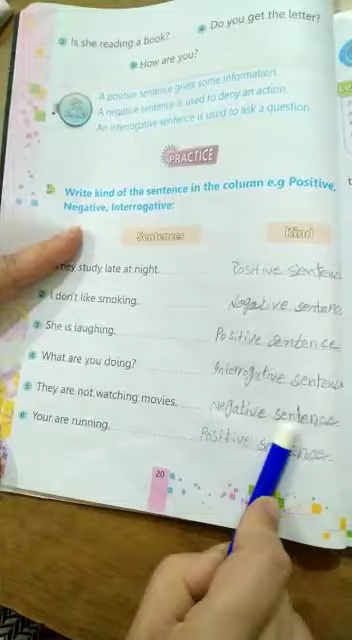 Do you get the letter?
Is she reading a book?
How are you?
A positive sentence gives some information.
A negative sentence is used to deny an action.
An interrogative sentence is used to ask a question.
PRACTICE
Write kind of the sentence in the column e.g Positive,
Negative, Interrogative:
Sentences Kind
They study late at night. Positive sentence
2 I don't like smoking. Negative sentence
3 She is laughing. Positive sentence
4 What are you doing? Interrogative sentence
5 They are not watching movies. Negative sentence
6 Your are running. Positive sentence
20